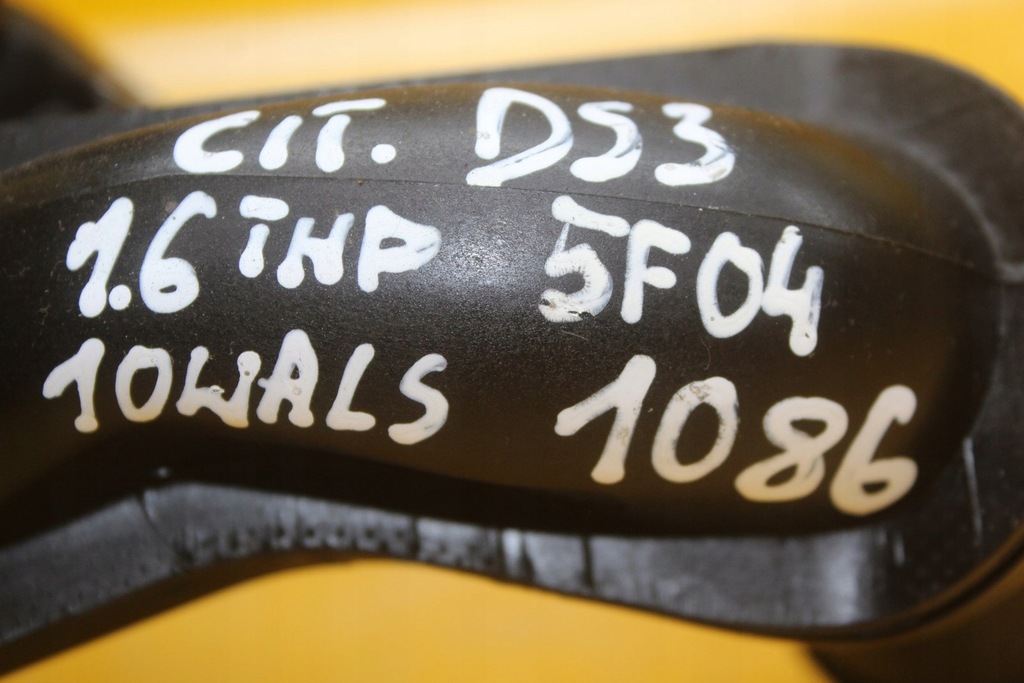 CIT. DS3
1.6 THP 5F04
10WALS 1086